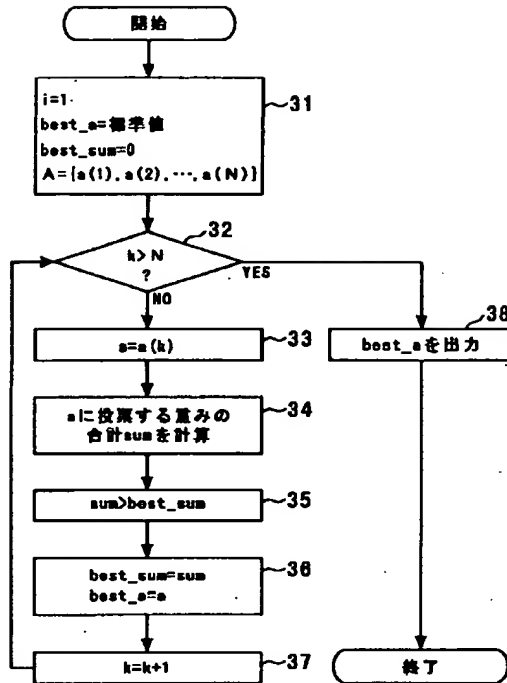 開始
i=1
best_a=標準値
best_sum=0
A={a(1),a(2),…,a(N)}
31
32
k>N
?
YES
NO
a=a(k)
33
38
best_aを出力
aに投票する重みの
合計sumを計算
34
sum>best_sum
35
best_sum=sum
best_a=a
36
k=k+1
37
終了